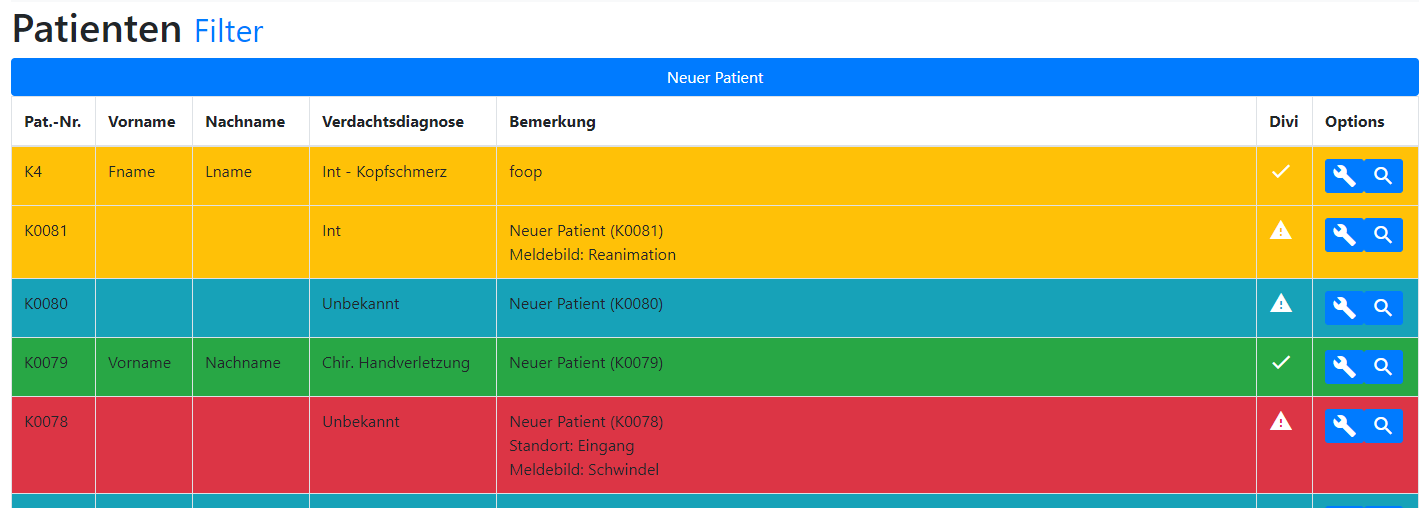 Patienten Filter
Neuer Patient
Pat.-Nr. Vorname Nachname Verdachtsdiagnose Bemerkung Divi Options
K4 Fname Lname Int - Kopfschmerz foop
K0081 Int Neuer Patient (K0081)
Meldebild: Reanimation
K0080 Unbekannt Neuer Patient (K0080)
K0079 Vorname Nachname Chir. Handverletzung Neuer Patient (K0079)
K0078 Unbekannt Neuer Patient (K0078)
Standort: Eingang
Meldebild: Schwindel